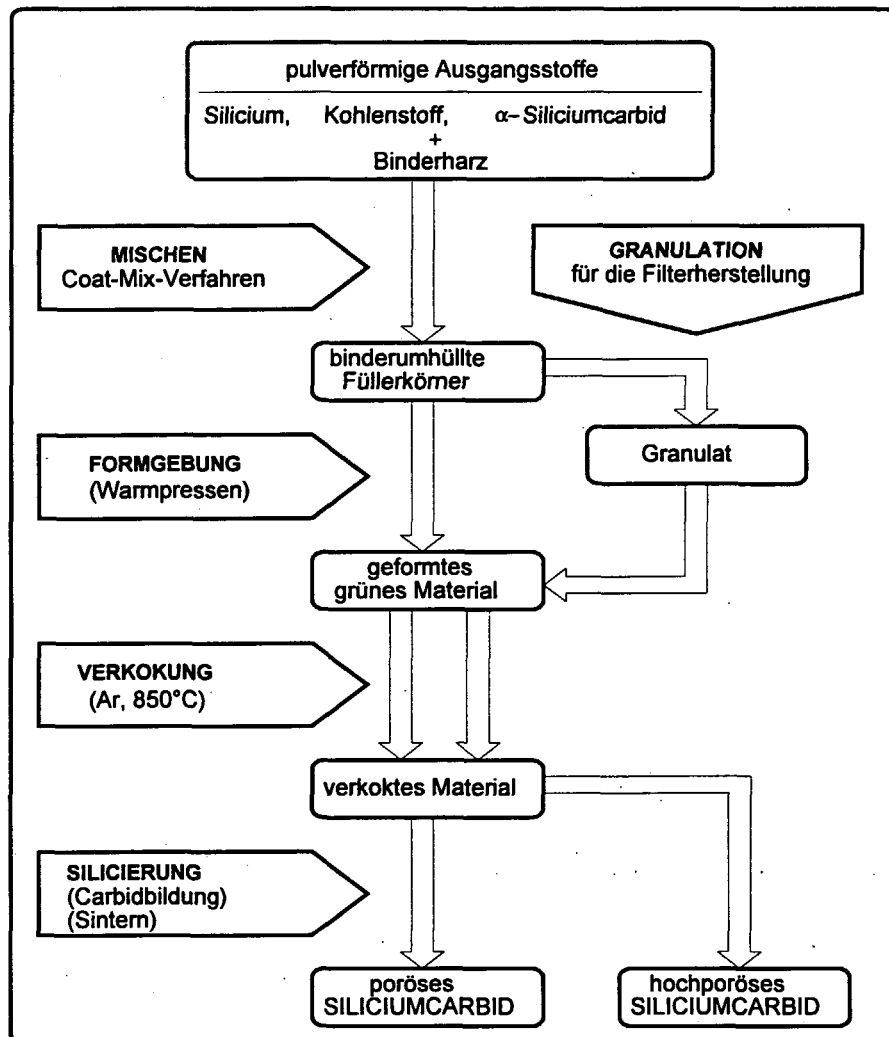 pulverförmige Ausgangsstoffe
Silicium, Kohlenstoff, α-Siliciumcarbid
+
Binderharz
MISCHEN
Coat-Mix-Verfahren
GRANULATION
für die Filterherstellung
binderumhüllte
Füllerkörner
FORMGEBUNG
(Warmpressen)
Granulat
geformtes
grünes Material
VERKOKUNG
(Ar, 850°C)
verkoktes Material
SILICIERUNG
(Carbidbildung)
(Sintern)
poröses
SILICIUMCARBID
hochporöses
SILICIUMCARBID